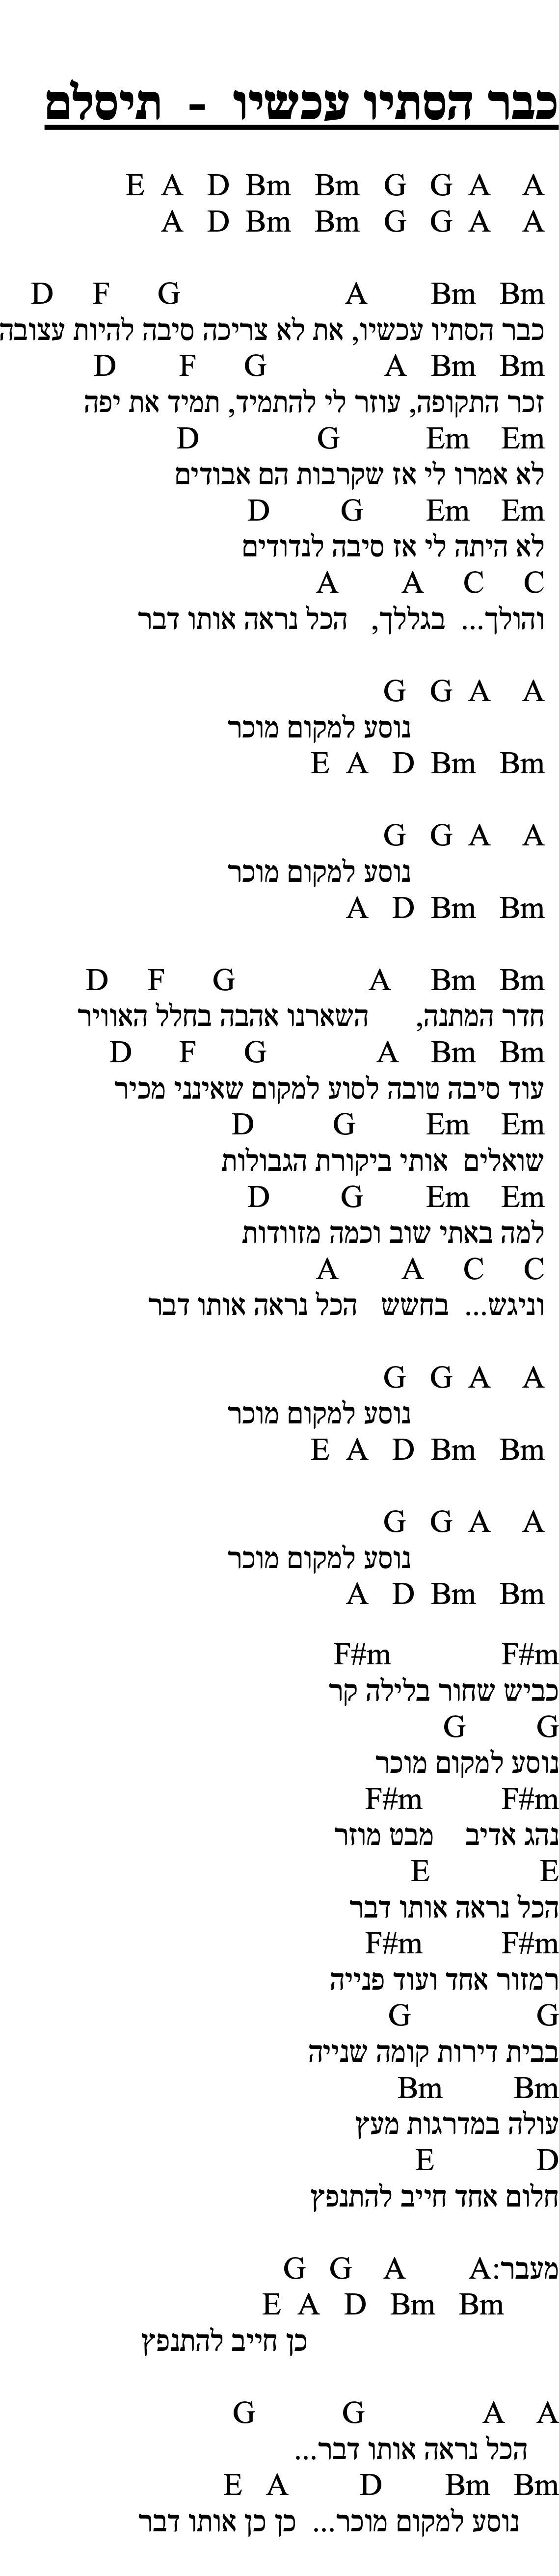 כבר הסתיו עכשיו - תיסלם
E A D Bm Bm G G A A
A D Bm Bm G G A A
D F G A Bm Bm
כבר הסתיו עכשיו, את לא צריכה סיבה להיות עצובה
D F G A Bm Bm
זכר התקופה, עוזר לי להתמיד, תמיד את יפה
D G Em Em
לא אמרו לי אז שקרבות הם אבודים
D G Em Em
לא היתה לי אז סיבה לנדודים
A A C C
והולך... בגללך, הכל נראה אותו דבר
G G A A
נוסע למקום מוכר
E A D Bm Bm
G G A A
נוסע למקום מוכר
A D Bm Bm
D F G A Bm Bm
חדר המתנה, השארנו אהבה בחלל האוויר
D F G A Bm Bm
עוד סיבה טובה לסוע למקום שאינני מכיר
D G Em Em
שואלים אותי ביקורת הגבולות
D G Em Em
למה באתי שוב וכמה מזוודות
A A C C
וניגש... בחשש הכל נראה אותו דבר
G G A A
נוסע למקום מוכר
E A D Bm Bm
G G A A
נוסע למקום מוכר
A D Bm Bm
F#m F#m
כביש שחור בלילה קר
G G
נוסע למקום מוכר
F#m F#m
נהג אדיב מבט מוזר
E E
הכל נראה אותו דבר
F#m F#m
רמזור אחד ועוד פנייה
G G
בבית דירות קומה שנייה
Bm Bm
עולה במדרגות מעץ
E D
חלום אחד חייב להתנפץ
מעבר:G G A A
E A D Bm Bm
כן חייב להתנפץ
G G A A
הכל נראה אותו דבר...
E A D Bm Bm
נוסע למקום מוכר... כן כן אותו דבר